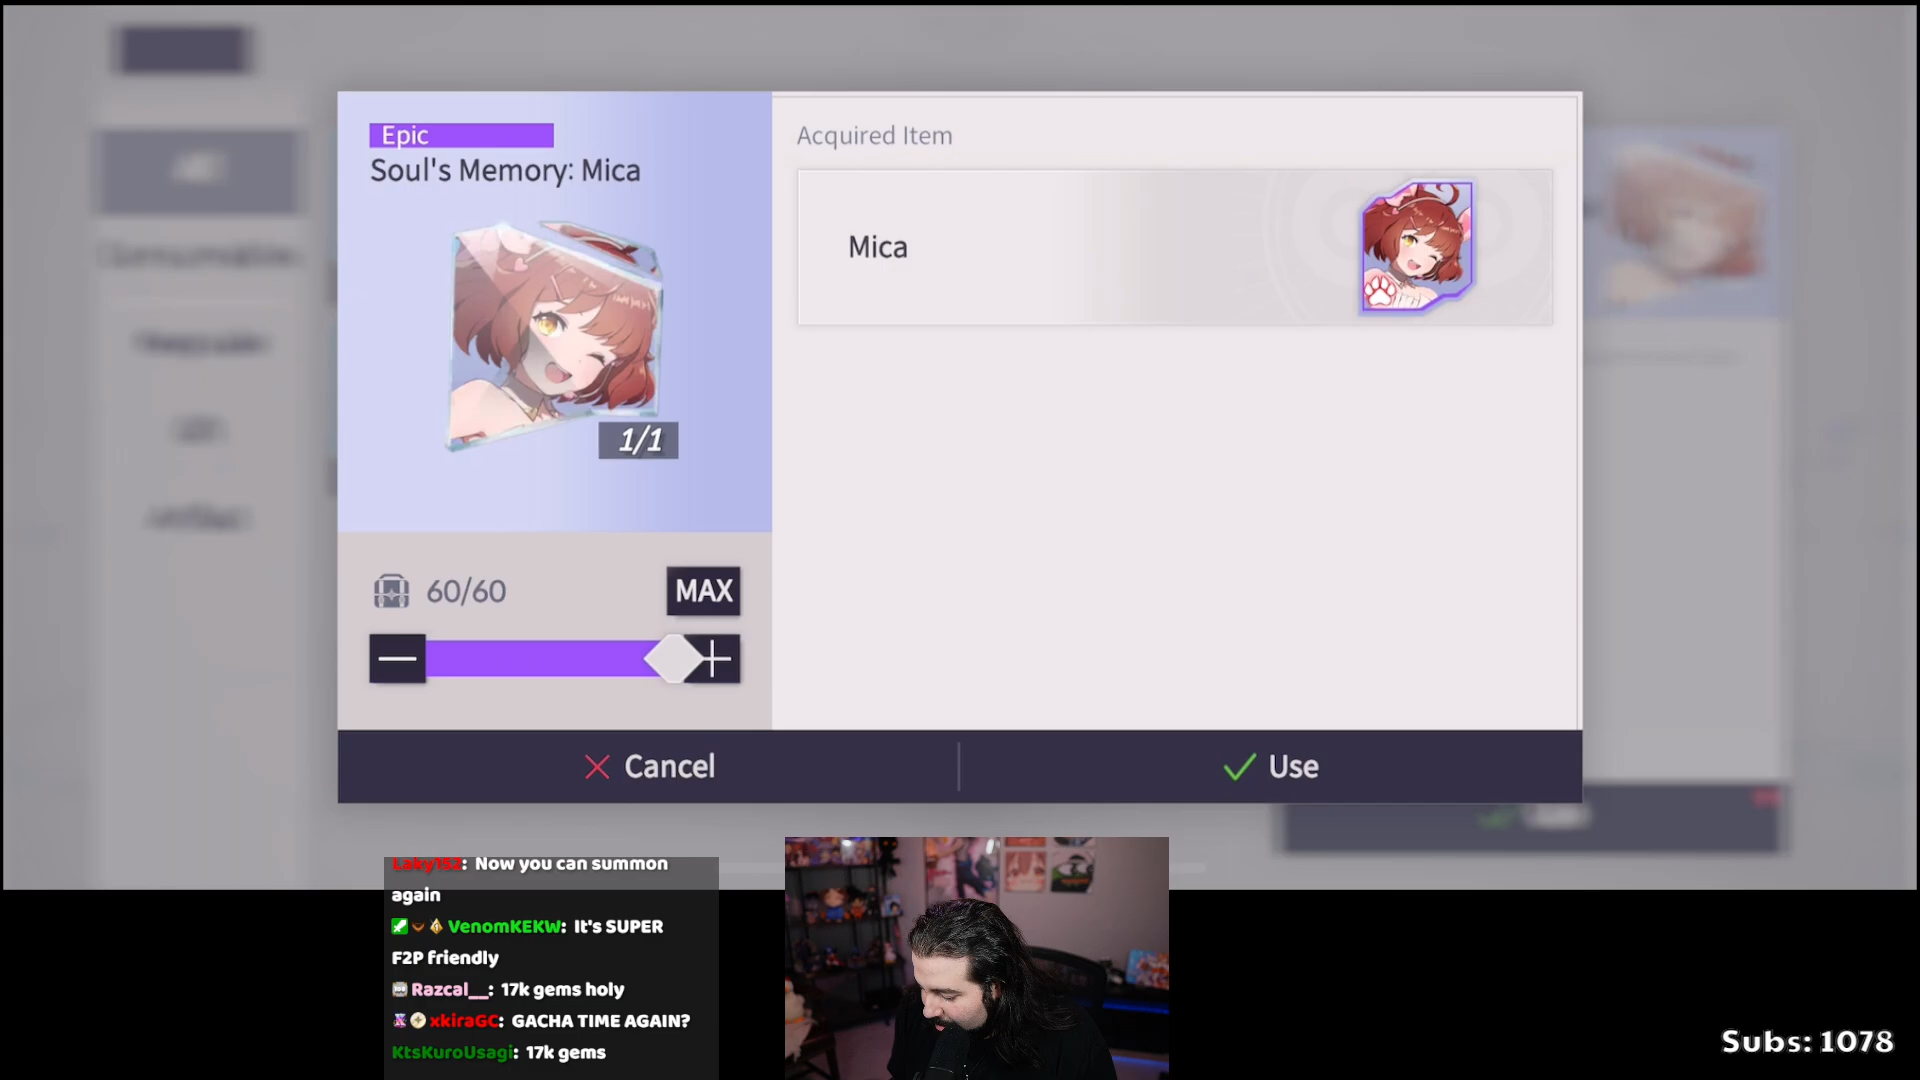 Epic
Soul's Memory: Mica
1/1
60/60
MAX
Acquired Item
Mica
Cancel
Use
Laky152: Now you can summon
again
VenomKEKW: It's SUPER
F2P friendly
Razcal__: 17k gems holy
xkiraGC: GACHA TIME AGAIN?
KtsKuroUsagi: 17k gems
Subs: 1078